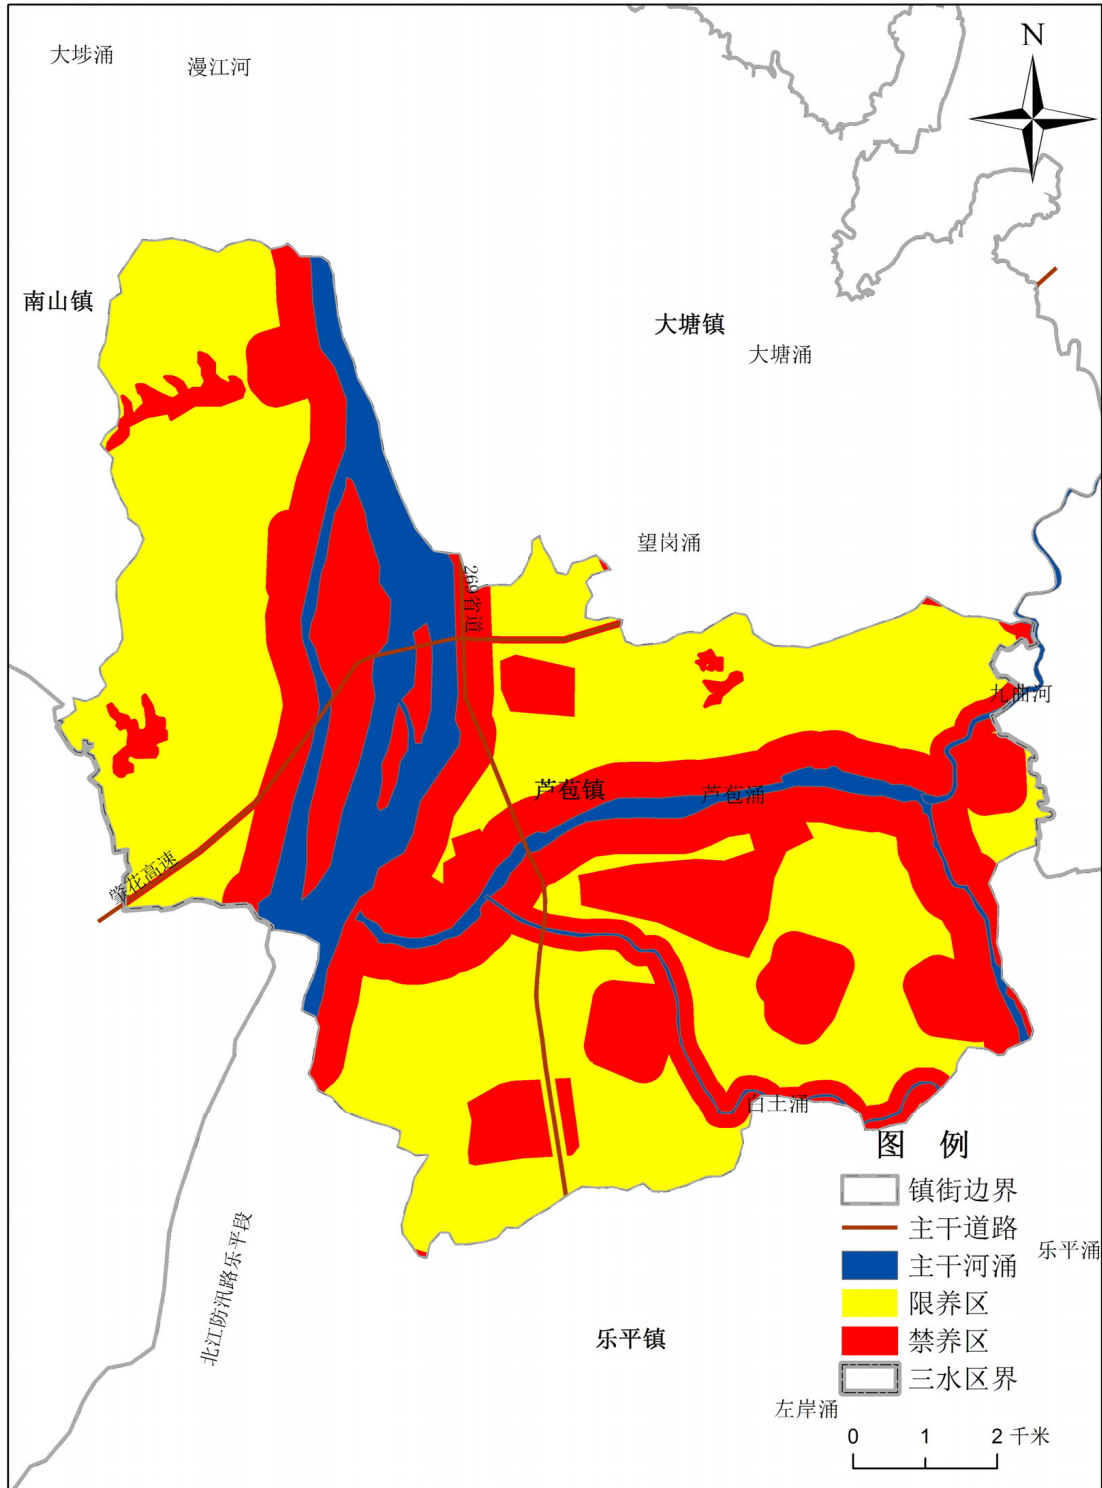 大埗涌
漫江河
N
南山镇
大塘镇
大塘涌
望岗涌
269省道
九曲河
芦苞镇
芦苞涌
肇花高速
白土涌
图 例
镇街边界
主干道路
主干河涌
限养区
禁养区
三水区界
乐平涌
北江防汛路乐平段
乐平镇
左岸涌
0 1 2 千米